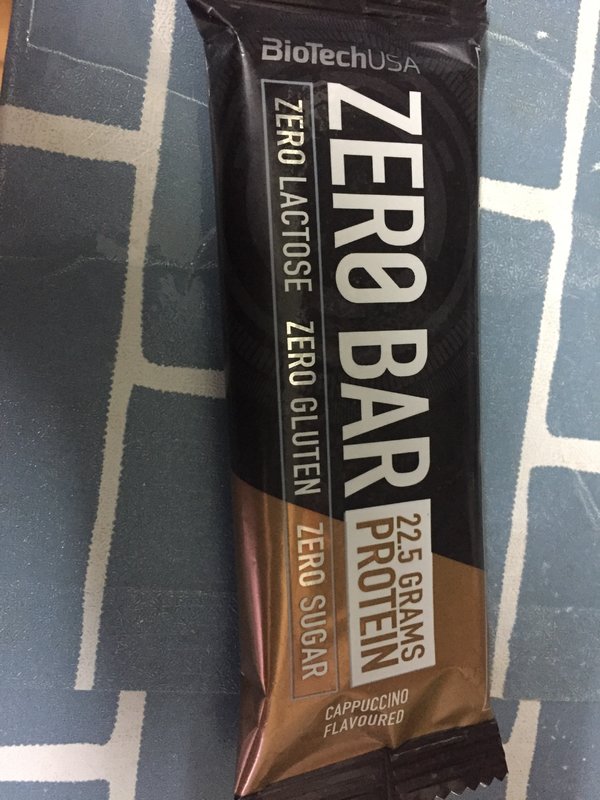 BioTechUSA
ZERO BAR
22.5 GRAMS
PROTEIN
ZERO LACTOSE ZERO GLUTEN ZERO SUGAR
CAPPUCCINO
FLAVOURED